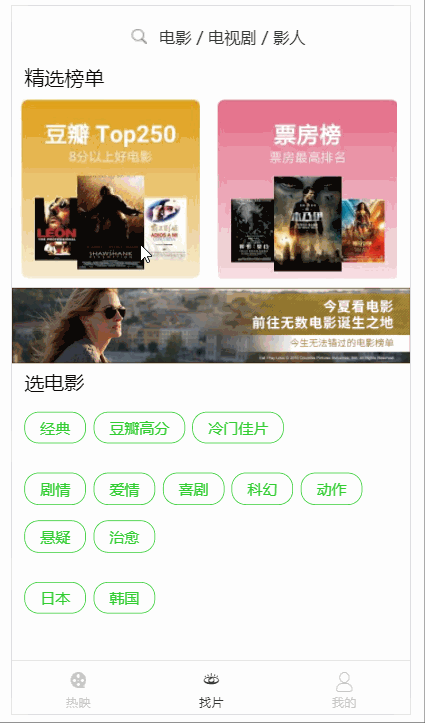 电影 / 电视剧 / 影人
精选榜单
豆瓣 Top250
8分以上好电影
票房榜
票房最高排名
LEON
今夏看电影
前往无数电影诞生之地
今生无法错过的电影榜单
选电影
经典 豆瓣高分 冷门佳片
剧情 爱情 喜剧 科幻 动作
悬疑 治愈
日本 韩国
热映 找片 我的